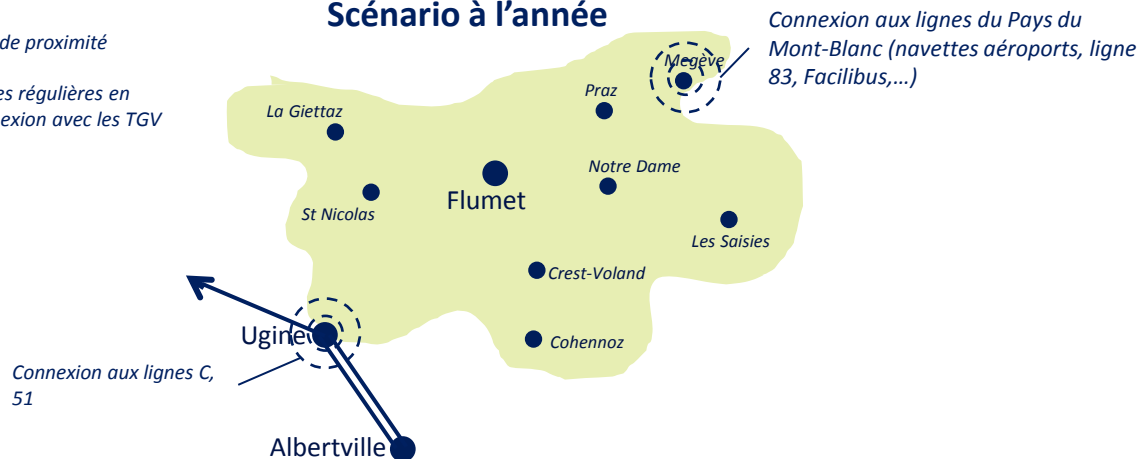 Scénario à l'année
de proximité
es régulières en
nexion avec les TGV
Connexion aux lignes du Pays du
Mont-Blanc (navettes aéroports, ligne
83, Facilibus,...)
Megève
Praz
La Giettaz
Notre Dame
Flumet
St Nicolas
Les Saisies
Crest-Voland
Ugine
Cohennoz
Connexion aux lignes C,
51
Albertville